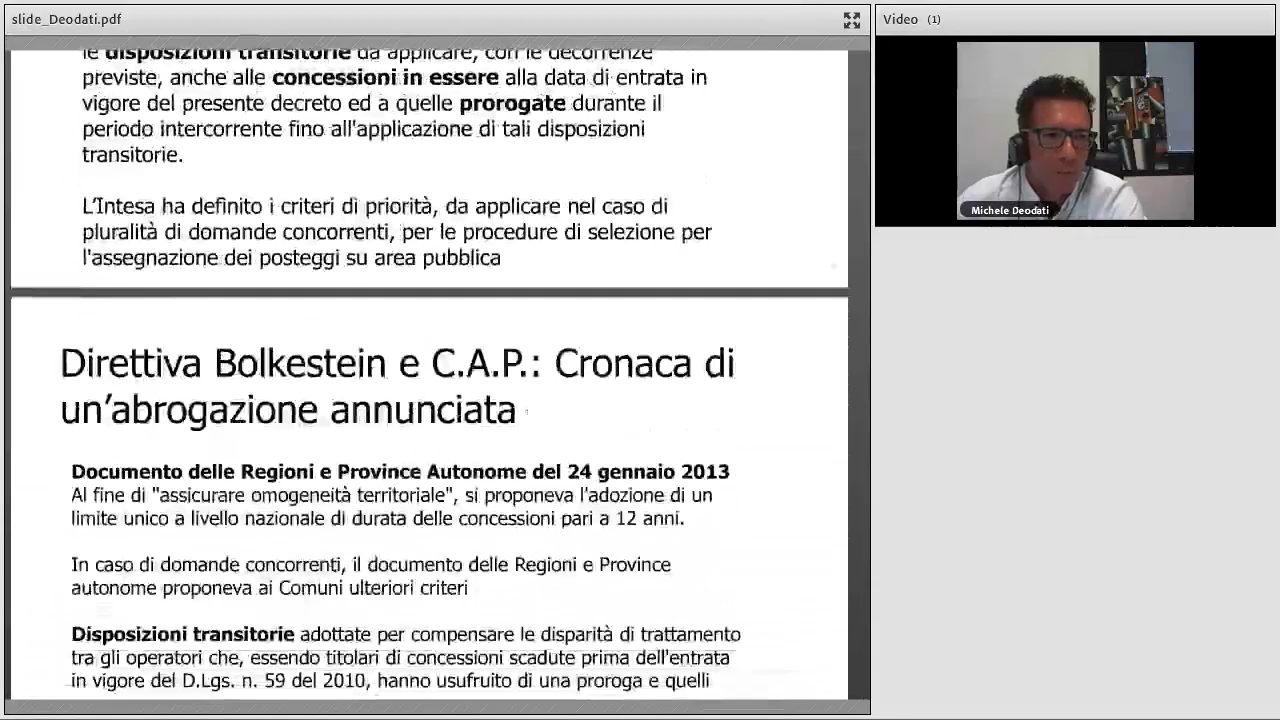 slide_Deodati.pdf
le disposizioni transitorie da applicare, con le decorrenze
previste, anche alle concessioni in essere alla data di entrata in
vigore del presente decreto ed a quelle prorogate durante il
periodo intercorrente fino all'applicazione di tali disposizioni
transitorie.
L'Intesa ha definito i criteri di priorità, da applicare nel caso di
pluralità di domande concorrenti, per le procedure di selezione per
l'assegnazione dei posteggi su area pubblica
Direttiva Bolkestein e C.A.P.: Cronaca di
un'abrogazione annunciata
Documento delle Regioni e Province Autonome del 24 gennaio 2013
Al fine di "assicurare omogeneità territoriale", si proponeva l'adozione di un
limite unico a livello nazionale di durata delle concessioni pari a 12 anni.
In caso di domande concorrenti, il documento delle Regioni e Province
autonome proponeva ai Comuni ulteriori criteri
Disposizioni transitorie adottate per compensare le disparità di trattamento
tra gli operatori che, essendo titolari di concessioni scadute prima dell'entrata
in vigore del D.Lgs. n. 59 del 2010, hanno usufruito di una proroga e quelli
Video (1)
Michele Deodati